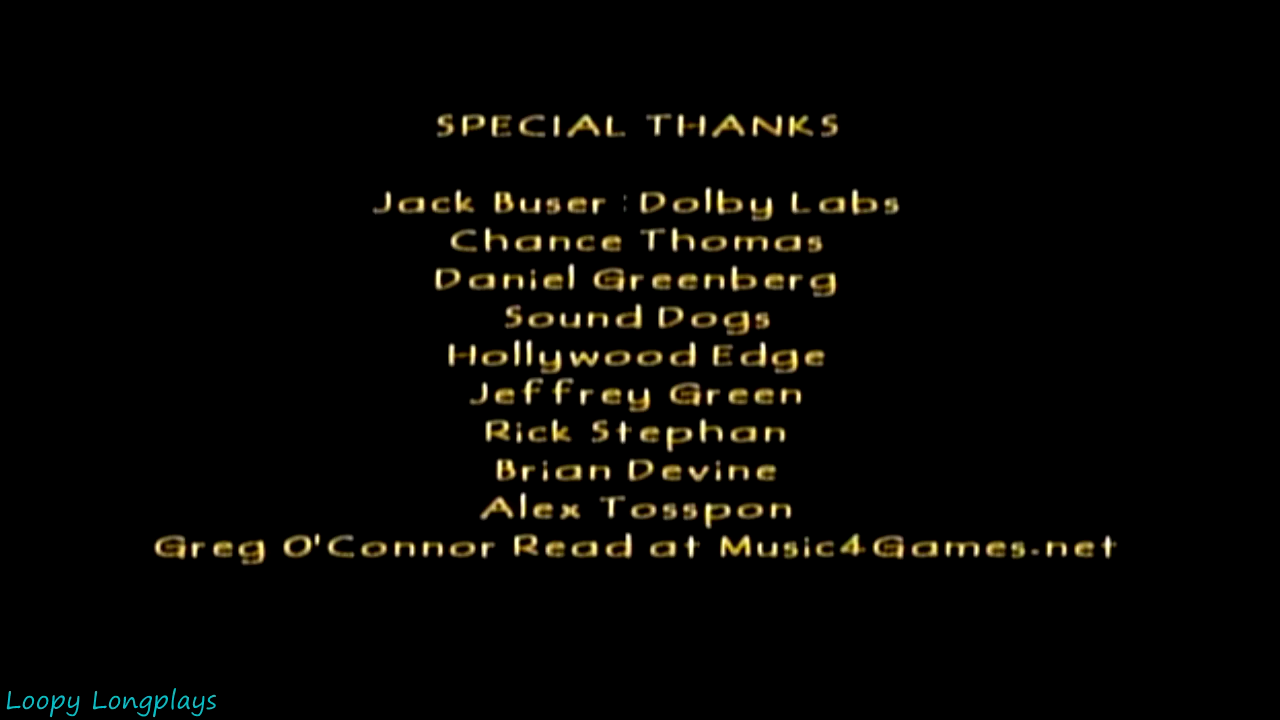 SPECIAL THANKS
Jack Buser : Dolby Labs
Chance Thomas
Daniel Greenberg
Sound Dogs
Hollywood Edge
Jeffrey Green
Rick Stephan
Brian Devine
Alex Tosspon
Greg O'Connor Read at Music4Games.net
Loopy Longplays